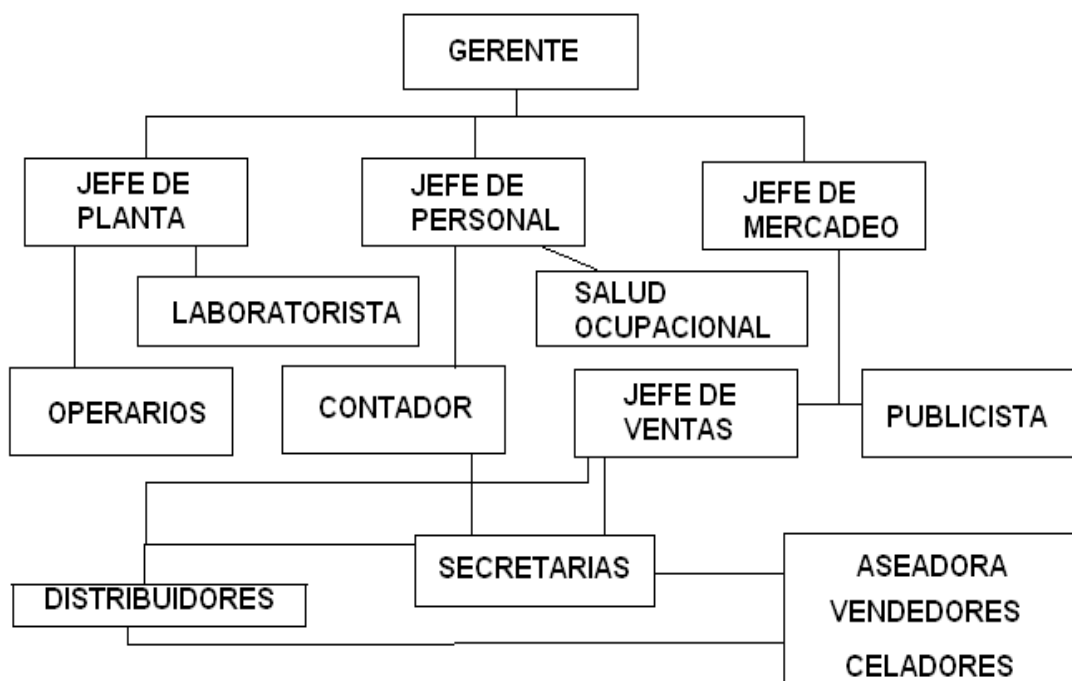 GERENTE
JEFE DE
PLANTA
JEFE DE
PERSONAL
JEFE DE
MERCADEO
LABORATORISTA
SALUD
OCUPACIONAL
OPERARIOS
CONTADOR
JEFE DE
VENTAS
PUBLICISTA
DISTRIBUIDORES
SECRETARIAS
ASEADORA
VENDEDORES
CELADORES